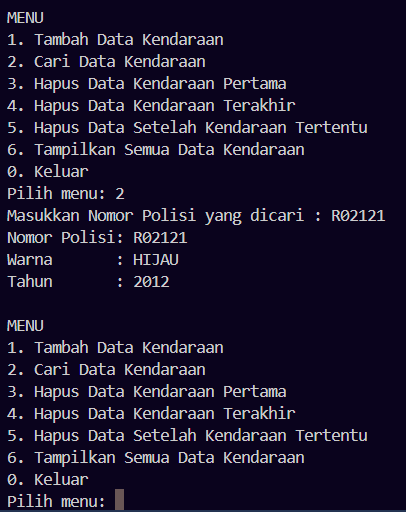 MENU
1. Tambah Data Kendaraan
2. Cari Data Kendaraan
3. Hapus Data Kendaraan Pertama
4. Hapus Data Kendaraan Terakhir
5. Hapus Data Setelah Kendaraan Tertentu
6. Tampilkan Semua Data Kendaraan
0. Keluar
Pilih menu: 2
Masukkan Nomor Polisi yang dicari : R02121
Nomor Polisi: R02121
Warna       : HIJAU
Tahun       : 2012

MENU
1. Tambah Data Kendaraan
2. Cari Data Kendaraan
3. Hapus Data Kendaraan Pertama
4. Hapus Data Kendaraan Terakhir
5. Hapus Data Setelah Kendaraan Tertentu
6. Tampilkan Semua Data Kendaraan
0. Keluar
Pilih menu: